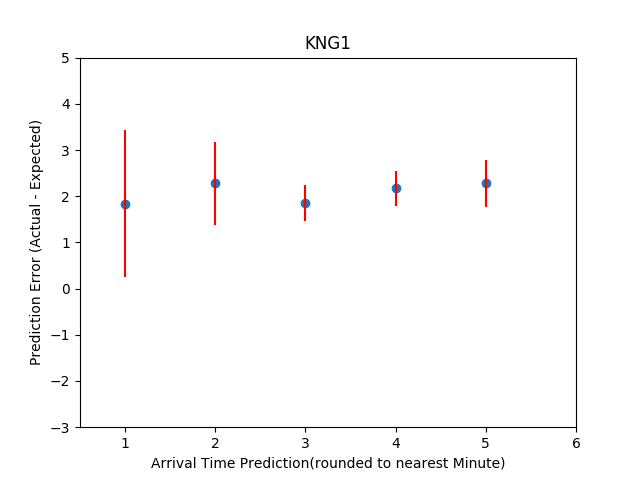 KNG1
5
4
3
2
1
0
−1
−2
−3
Prediction Error (Actual - Expected)
1 2 3 4 5 6
Arrival Time Prediction(rounded to nearest Minute)